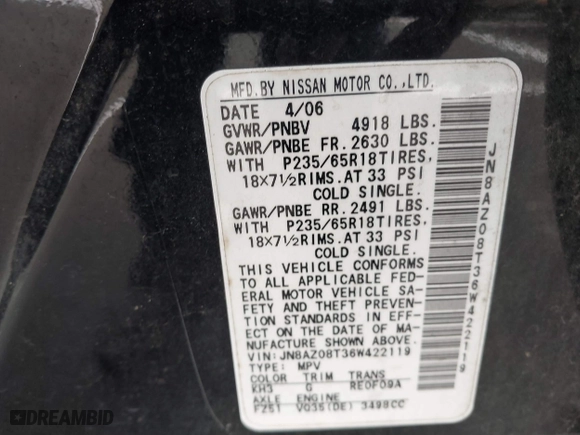 MFD.BY NISSAN MOTOR CO.,LTD.
DATE 4/06
GVWR/PNBV 4918 LBS.
GAWR/PNBE FR. 2630 LBS.
WITH P235/65R18TIRES,
18X7½RIMS.AT 33 PSI
COLD SINGLE.
GAWR/PNBE RR. 2491 LBS.
WITH P235/65R18TIRES,
18X7½RIMS.AT 33 PSI
COLD SINGLE.
THIS VEHICLE CONFORMS
TO ALL APPLICABLE FED-
ERAL MOTOR VEHICLE SA-
FETY AND THEFT PREVEN-
TION STANDARDS IN EFF-
ECT ON THE DATE OF MA-
NUFACTURE SHOWN ABOVE.
VIN: JN8AZ08T36W422119
TYPE: MPV
COLOR TRIM TRANS
KH3 G RE0F09A
AXLE ENGINE
FZ51 VQ35(DE) 3498CC
JN8AZ08T36W422119
© DREAMBID